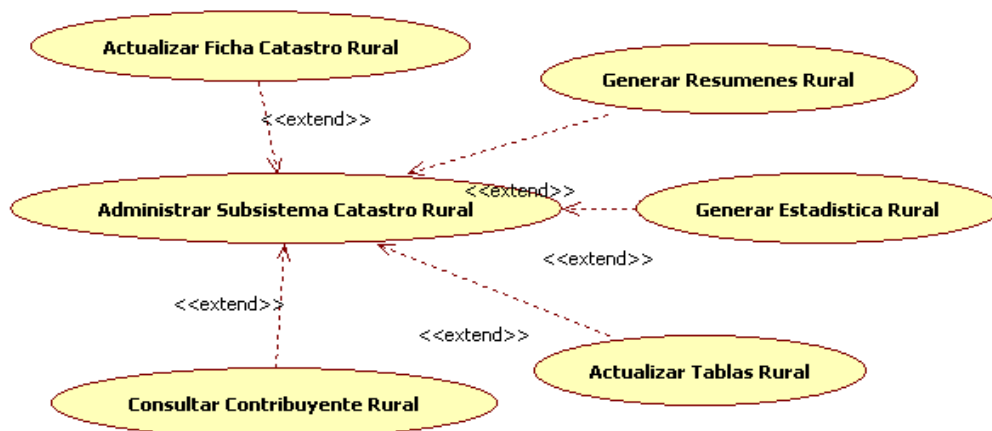 Actualizar Ficha Catastro Rural
Generar Resumenes Rural
<<extend>>
Administrar Subsistema Catastro Rural
<<extend>>
Generar Estadistica Rural
<<extend>>
<<extend>>
<<extend>>
Actualizar Tablas Rural
Consultar Contribuyente Rural